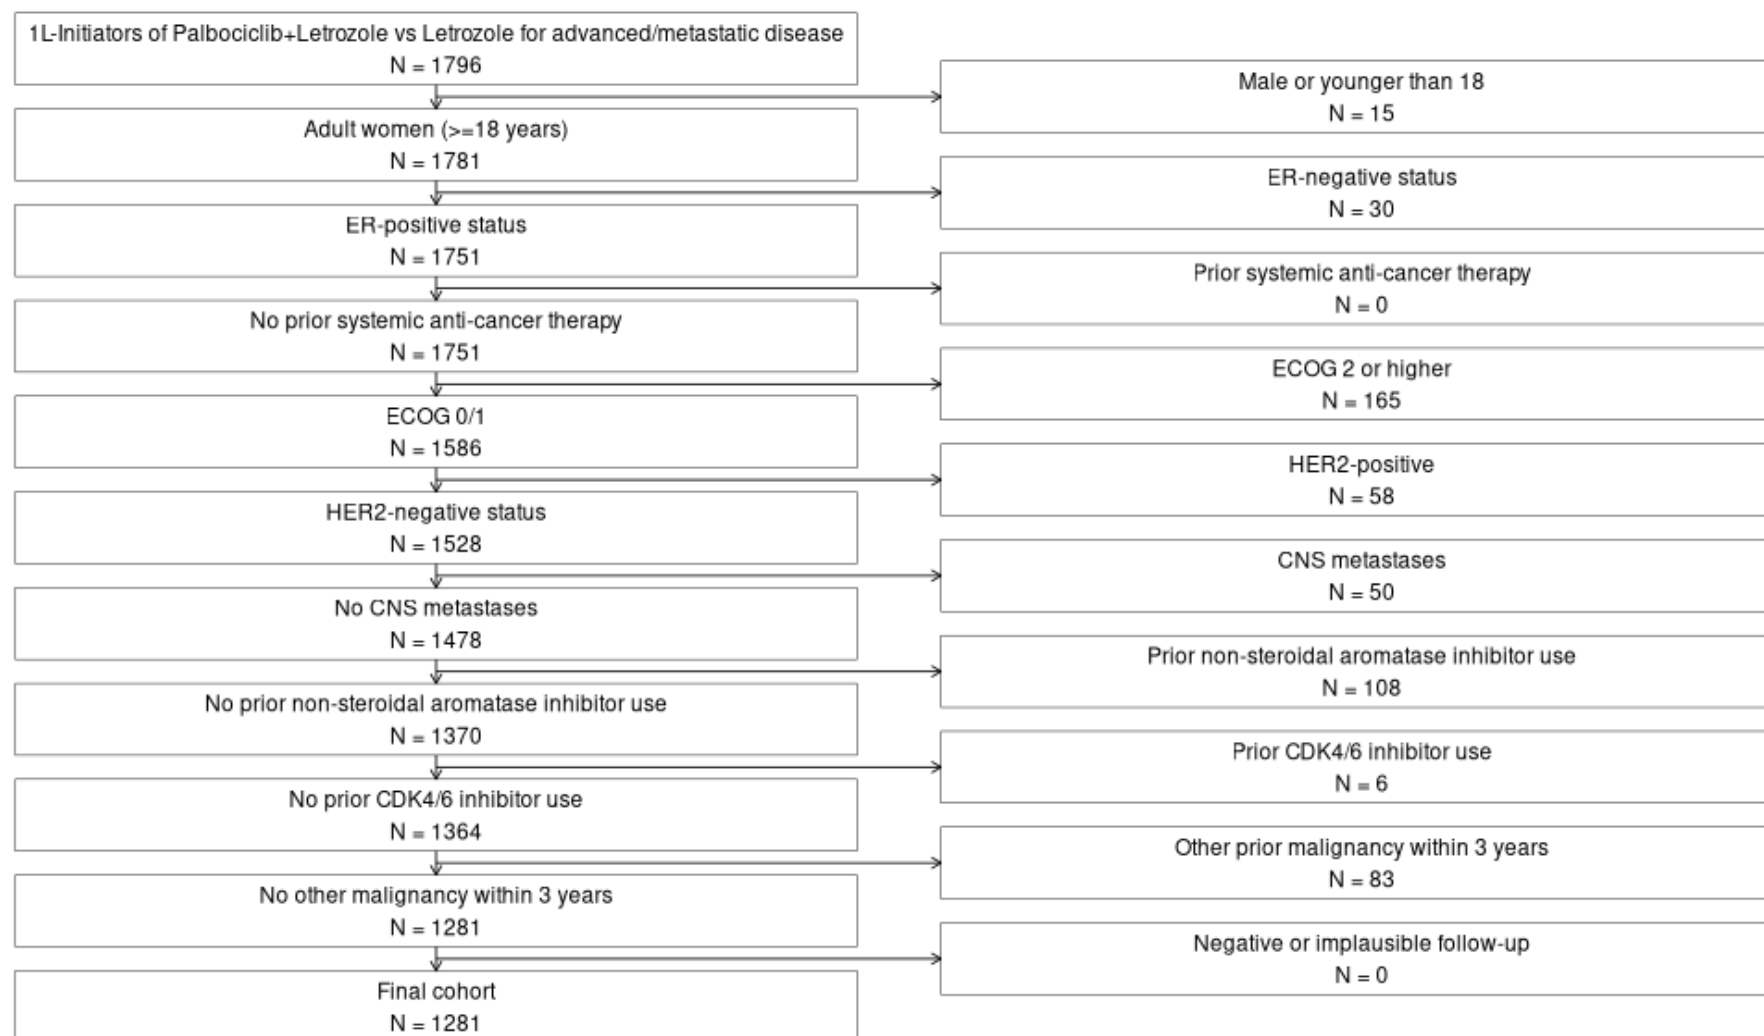 1L-Initiators of Palbociclib+Letrozole vs Letrozole for advanced/metastatic disease
N = 1796
Male or younger than 18
N = 15
Adult women (>=18 years)
N = 1781
ER-negative status
N = 30
ER-positive status
N = 1751
Prior systemic anti-cancer therapy
N = 0
No prior systemic anti-cancer therapy
N = 1751
ECOG 2 or higher
N = 165
ECOG 0/1
N = 1586
HER2-positive
N = 58
HER2-negative status
N = 1528
CNS metastases
N = 50
No CNS metastases
N = 1478
Prior non-steroidal aromatase inhibitor use
N = 108
No prior non-steroidal aromatase inhibitor use
N = 1370
Prior CDK4/6 inhibitor use
N = 6
No prior CDK4/6 inhibitor use
N = 1364
Other prior malignancy within 3 years
N = 83
No other malignancy within 3 years
N = 1281
Negative or implausible follow-up
N = 0
Final cohort
N = 1281